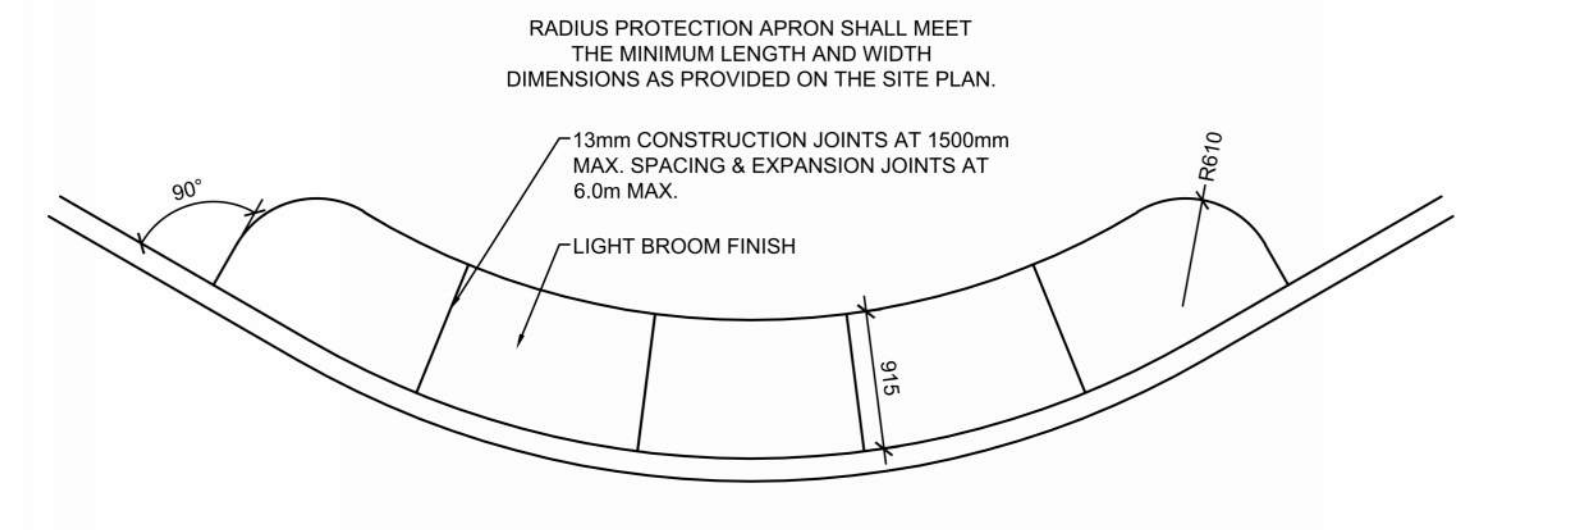 RADIUS PROTECTION APRON SHALL MEET
THE MINIMUM LENGTH AND WIDTH
DIMENSIONS AS PROVIDED ON THE SITE PLAN.
13mm CONSTRUCTION JOINTS AT 1500mm
MAX. SPACING & EXPANSION JOINTS AT
6.0m MAX.
R610
90°
LIGHT BROOM FINISH
915